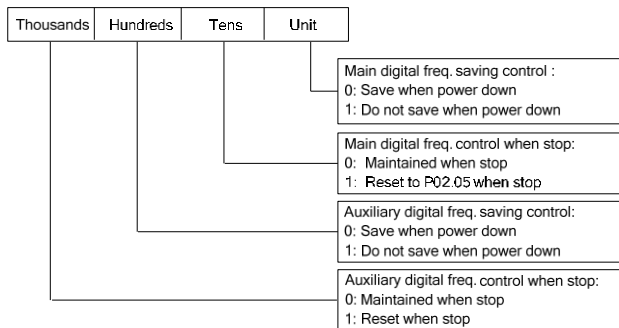 Thousands Hundreds Tens Unit
Main digital freq. saving control :
0: Save when power down
1: Do not save when power down
Main digital freq. control when stop:
0: Maintained when stop
1: Reset to P02.05 when stop
Auxiliary digital freq. saving control:
0: Save when power down
1: Do not save when power down
Auxiliary digital freq. control when stop:
0: Maintained when stop
1: Reset when stop